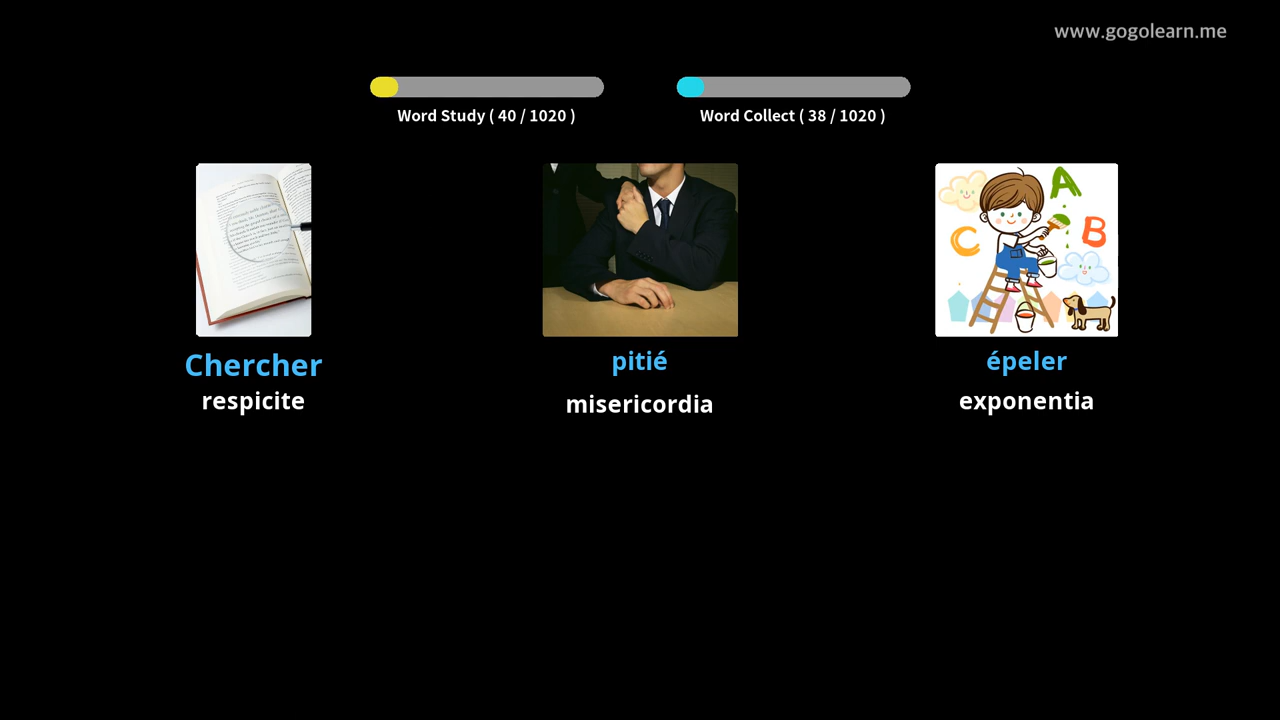 www.gogolearn.me
Word Study ( 40 / 1020 )
Word Collect ( 38 / 1020 )
A
B
C
Chercher
pitié
épeler
respicite
misericordia
exponentia